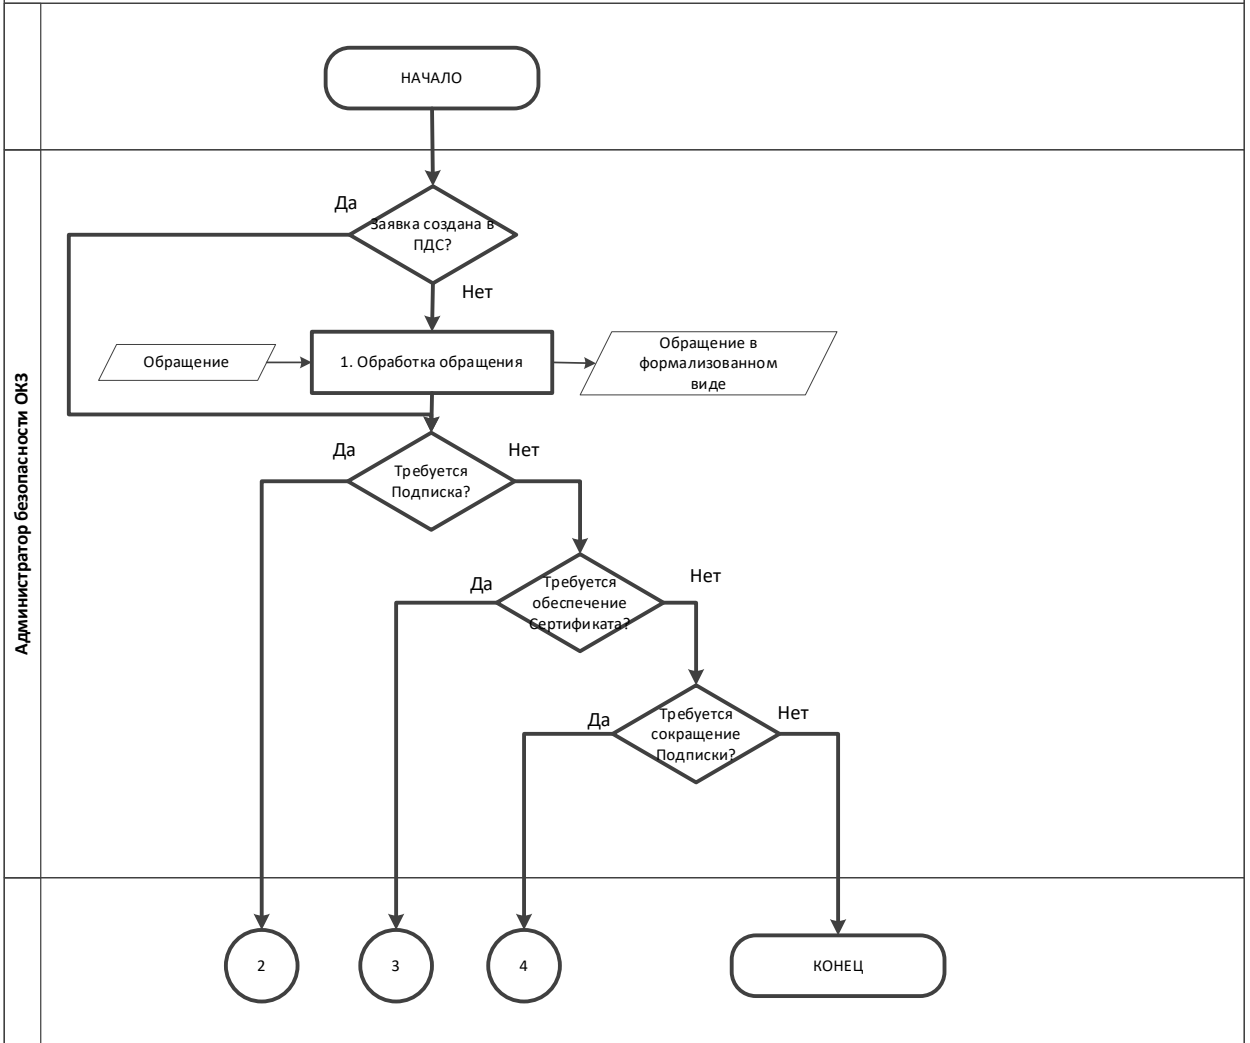 НАЧАЛО
Да
Заявка создана в
ПДС?
Нет
Обращение
1. Обработка обращения
Обращение в
формализованном
виде
Администратор безопасности ОКЗ
Да
Нет
Требуется
Подписка?
Да
Нет
Требуется
обеспечение
Сертификата?
Да
Нет
Требуется
сокращение
Подписки?
2
3
4
КОНЕЦ